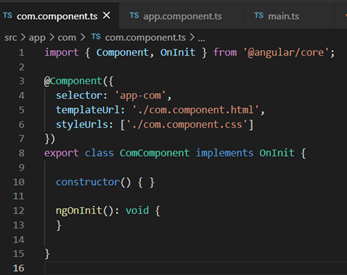 TS com.component.ts × TS app.component.ts TS main.ts
src > app > com > TS com.component.ts > ...
1 import { Component, OnInit } from '@angular/core';
2
3 @Component({
4   selector: 'app-com',
5   templateUrl: './com.component.html',
6   styleUrls: ['./com.component.css']
7 })
8 export class ComComponent implements OnInit {
9
10   constructor() { }
11
12   ngOnInit(): void {
13   }
14
15 }
16